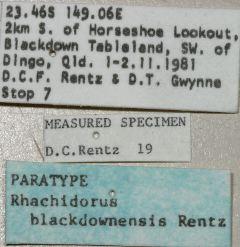 23.46S 149.06E
2km S. of Horseshoe Lookout,
Blackdown Tableland, SW. of
Dingo, Qld. 1-2.11.1981
D.C.F. Rentz & D.T. Gwynne
Stop 7
MEASURED SPECIMEN
D.C.Rentz 19
PARATYPE
Rhachidorus
blackdownensis Rentz